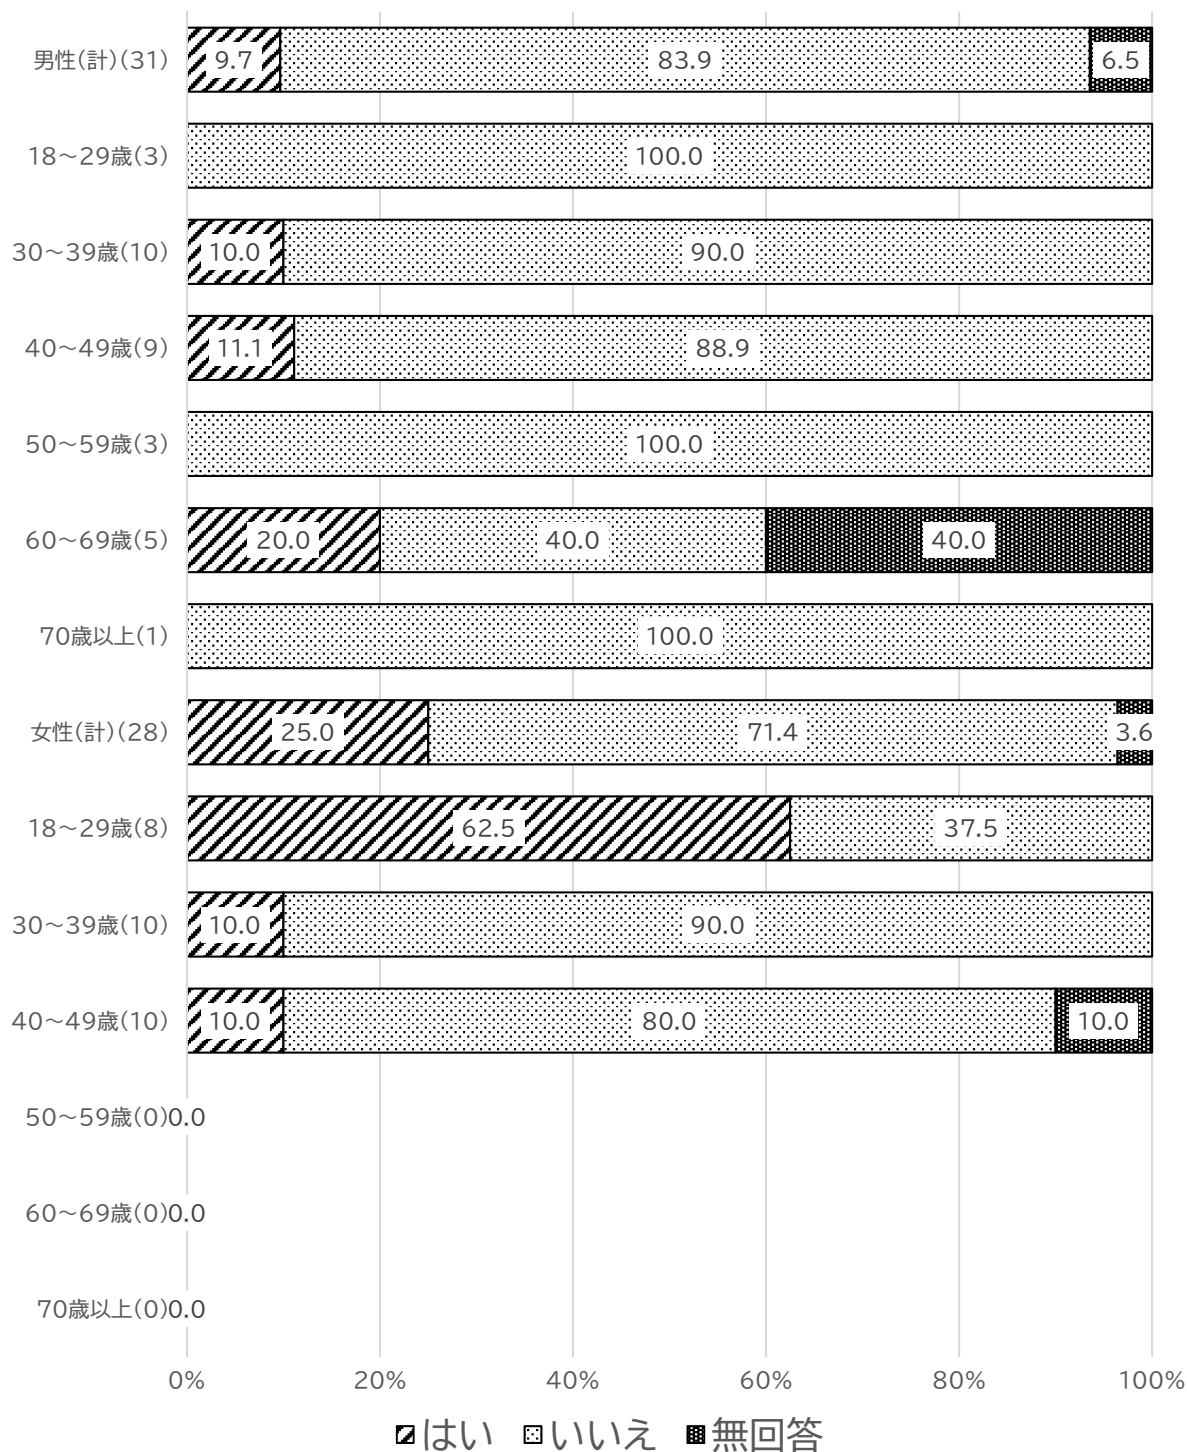 男性(計)(31) 9.7 83.9 6.5
18～29歳(3) 100.0
30～39歳(10) 10.0 90.0
40～49歳(9) 11.1 88.9
50～59歳(3) 100.0
60～69歳(5) 20.0 40.0 40.0
70歳以上(1) 100.0
女性(計)(28) 25.0 71.4 3.6
18～29歳(8) 62.5 37.5
30～39歳(10) 10.0 90.0
40～49歳(10) 10.0 80.0 10.0
50～59歳(0) 0.0
60～69歳(0) 0.0
70歳以上(0) 0.0
0% 20% 40% 60% 80% 100%
はい いいえ 無回答